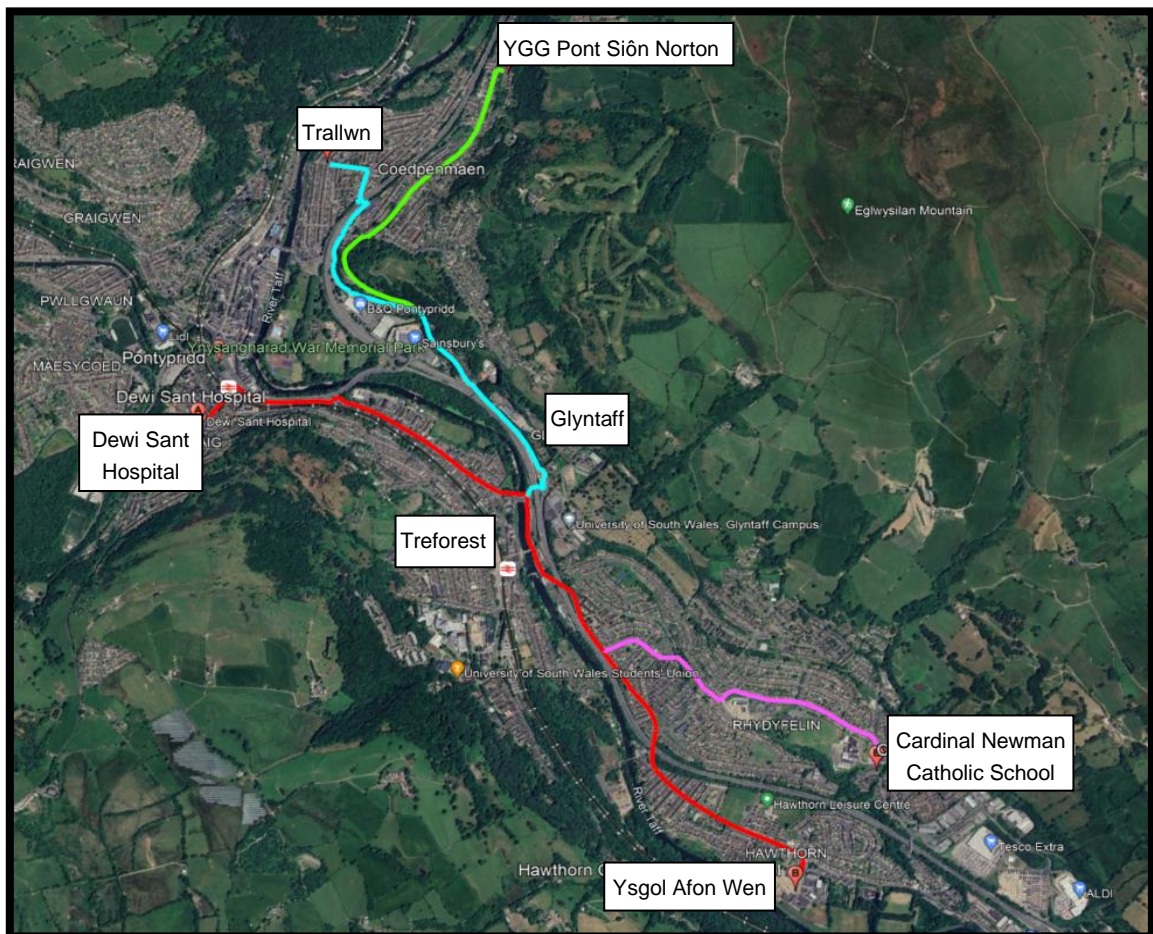 YGG Pont Siôn Norton
Trallwn
Coedpenmaen
RAIGWEN
GRAIGWEN
Eglwysilan Mountain
River Taff
PWLLGWAUN
B&Q Pontypridd
Lidl
Sainsbury's
Ynysangharad War Memorial Park
Pontypridd
MAESYCOED
Dewi Sant Hospital
A
Dewi Sant Hospital
Glyntaff
Dewi Sant
Hospital
University of South Wales, Glyntaff Campus
Treforest
University of South Wales Students' Union
RHYDYFELIN
Cardinal Newman
Catholic School
Hawthorn Leisure Centre
River Taff
Tesco Extra
HAWTHORN
Hawthorn
B
Ysgol Afon Wen
ALDI